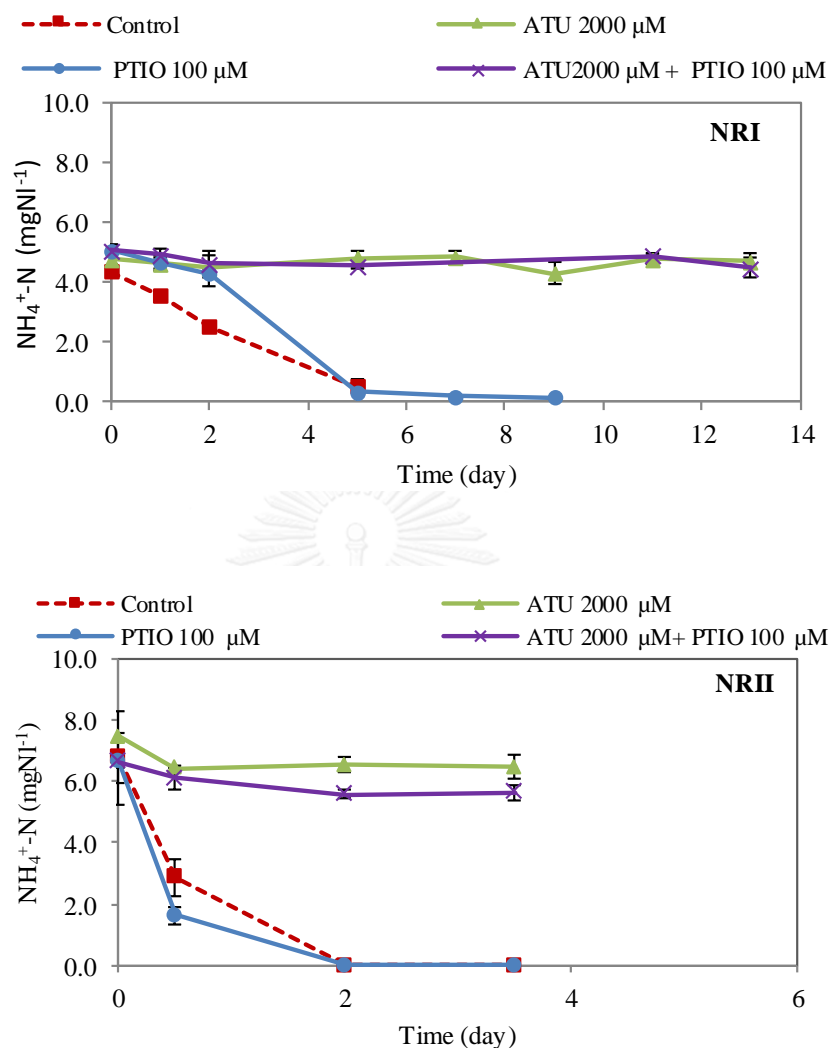 Control
ATU 2000 µM
PTIO 100 µM
ATU2000 µM + PTIO 100 µM
NRI
NH₄⁺-N (mgNl⁻¹)
10.0
8.0
6.0
4.0
2.0
0.0
0 2 4 6 8 10 12 14
Time (day)
Control
ATU 2000 µM
PTIO 100 µM
ATU 2000 µM+ PTIO 100 µM
NRII
NH₄⁺-N (mgNl⁻¹)
10.0
8.0
6.0
4.0
2.0
0.0
0 2 4 6
Time (day)